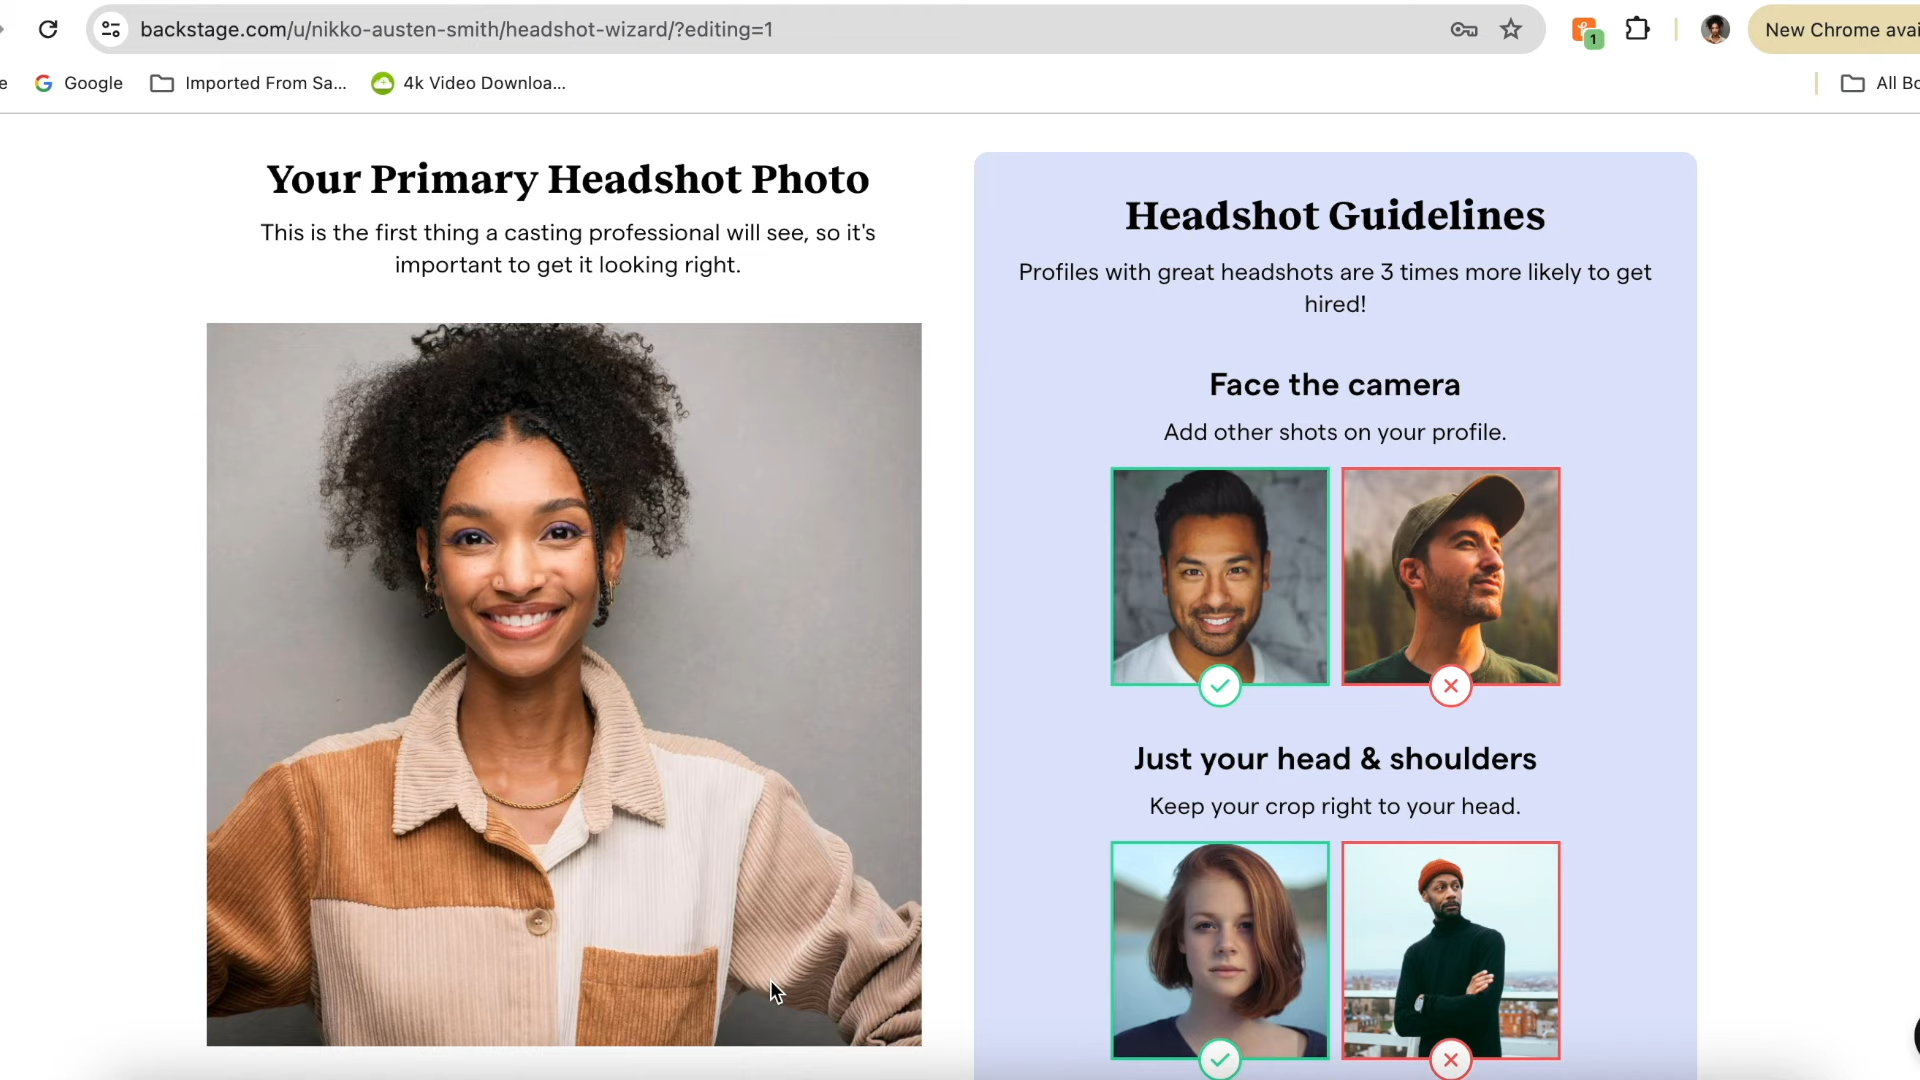 backstage.com/u/nikko-austen-smith/headshot-wizard/?editing=1
1
New Chrome avai
e
Google
Imported From Sa...
4k Video Downloa...
All Bo
Your Primary Headshot Photo
This is the first thing a casting professional will see, so it's
important to get it looking right.
Headshot Guidelines
Profiles with great headshots are 3 times more likely to get
hired!
Face the camera
Add other shots on your profile.
Just your head & shoulders
Keep your crop right to your head.